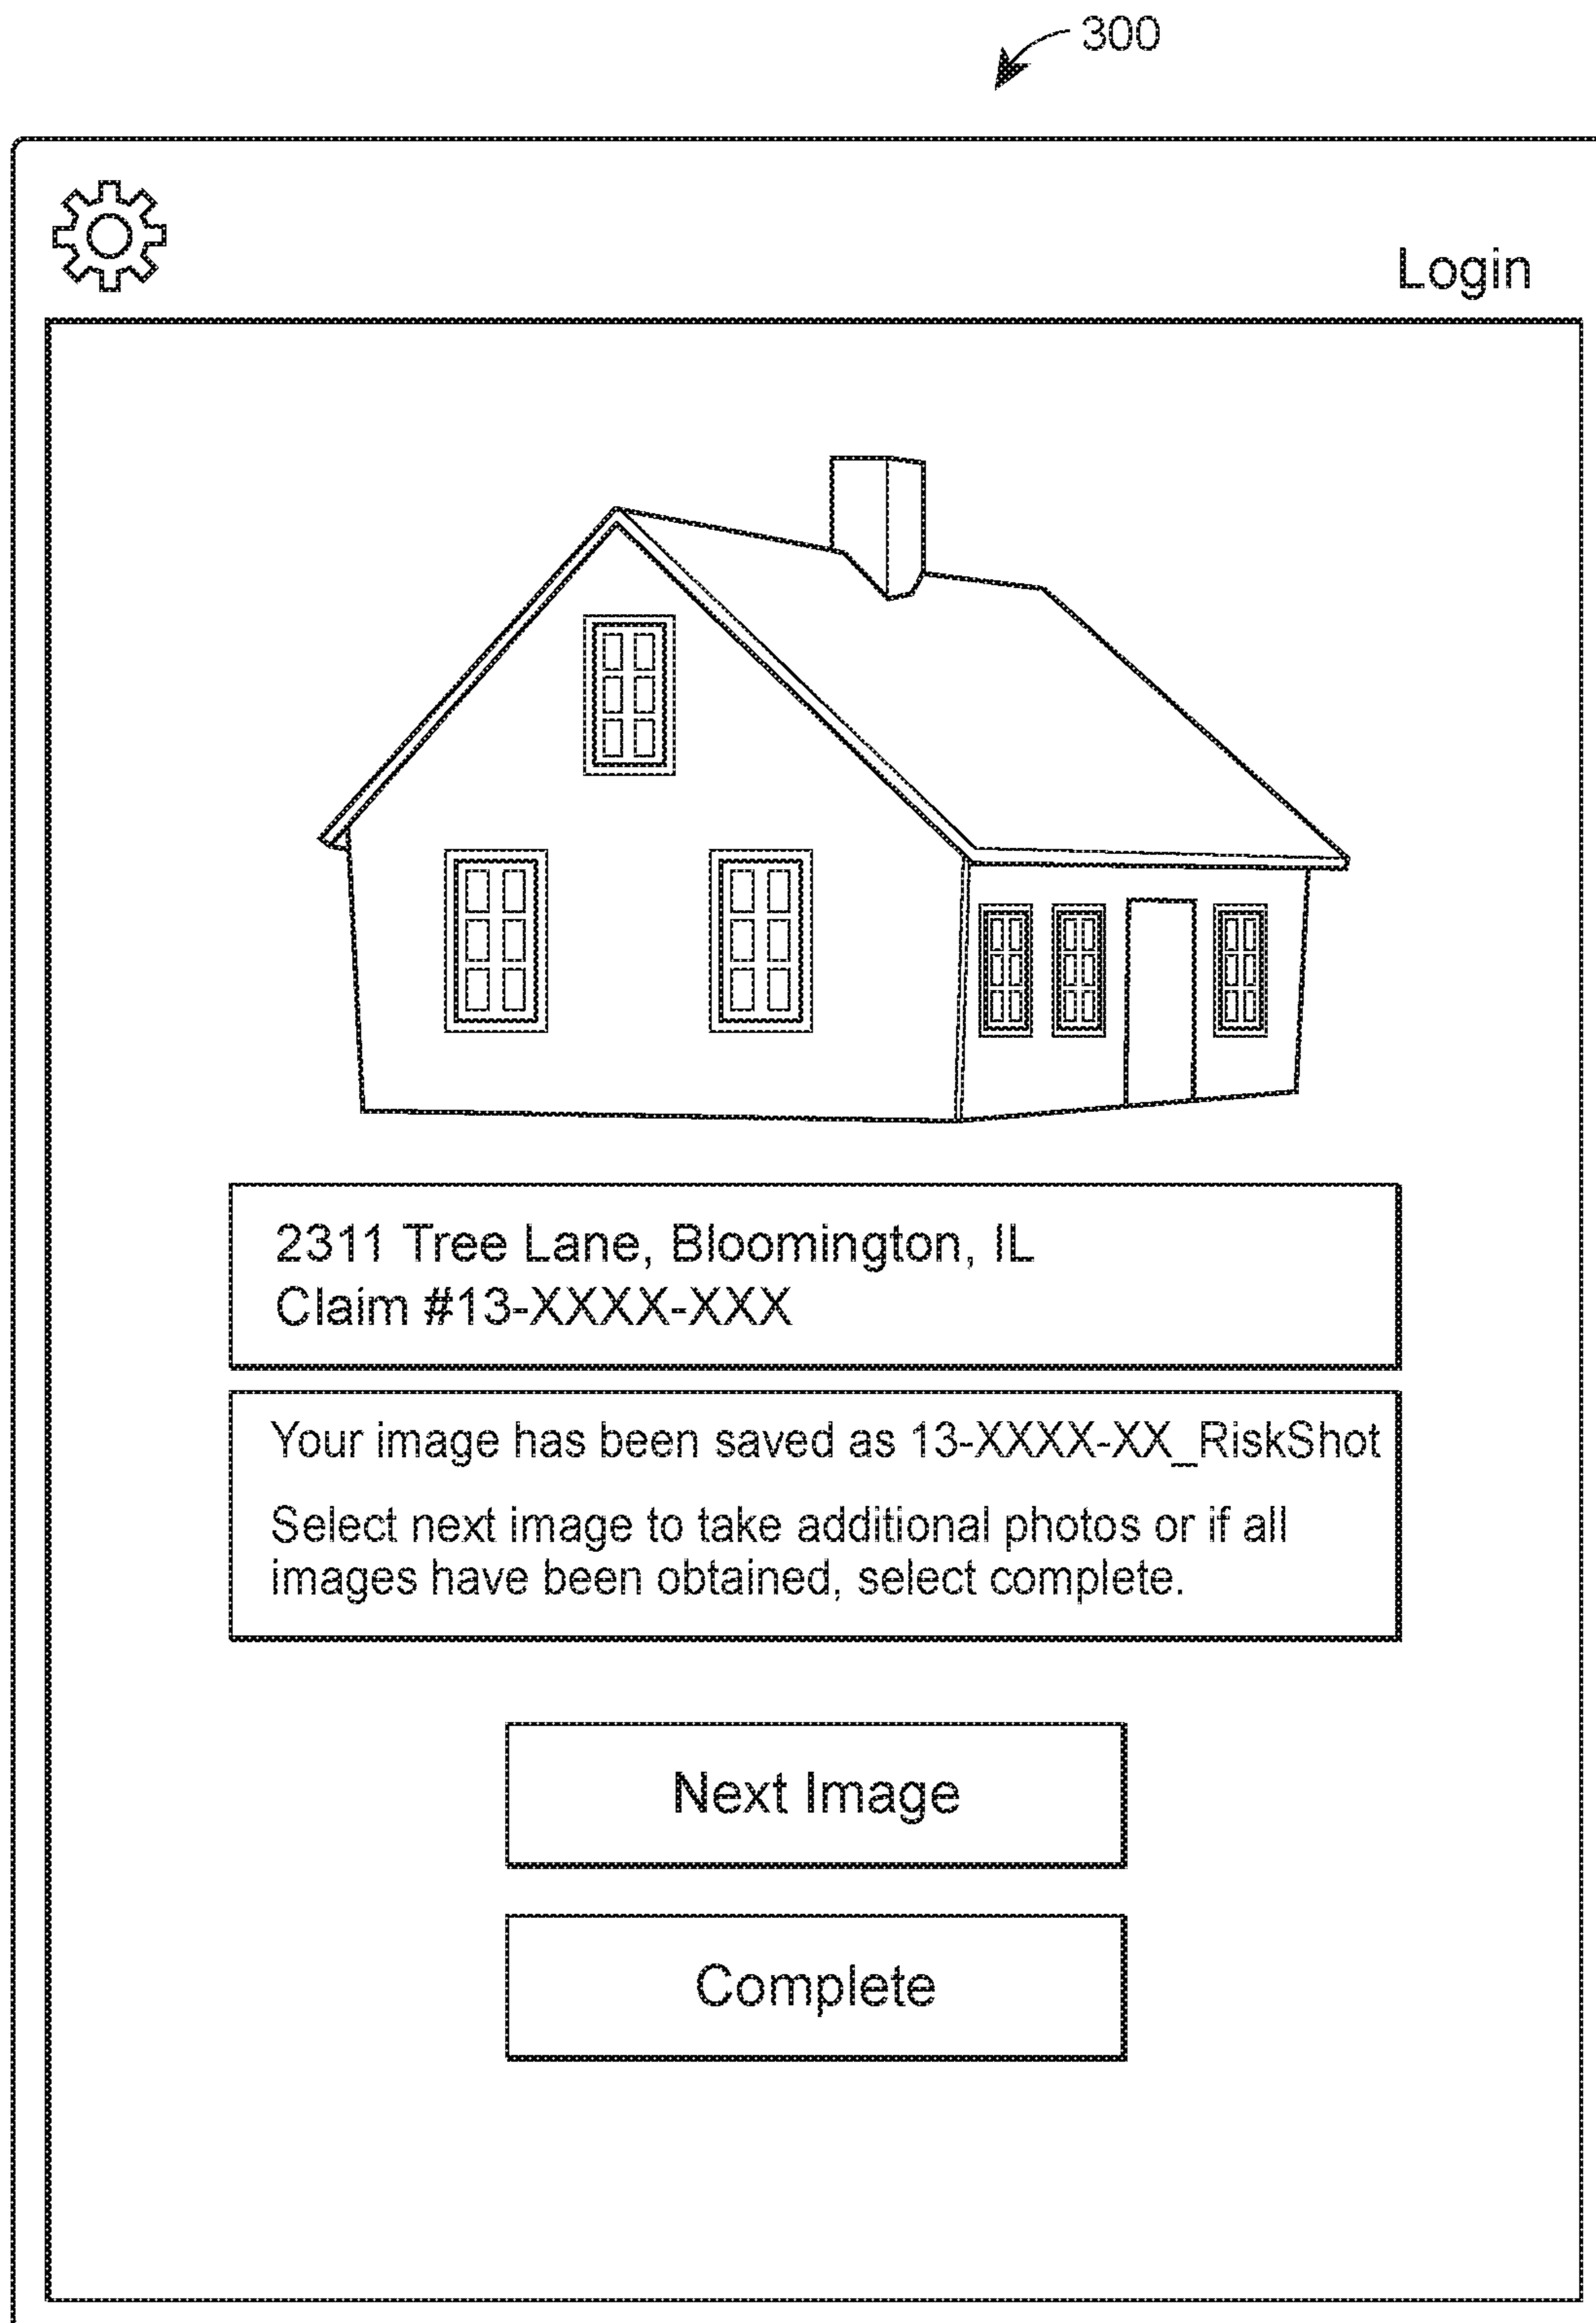 300
Login
2311 Tree Lane, Bloomington, IL
Claim #13-XXXX-XXX
Your image has been saved as 13-XXXX-XX_RiskShot
Select next image to take additional photos or if all
images have been obtained, select complete.
Next Image
Complete